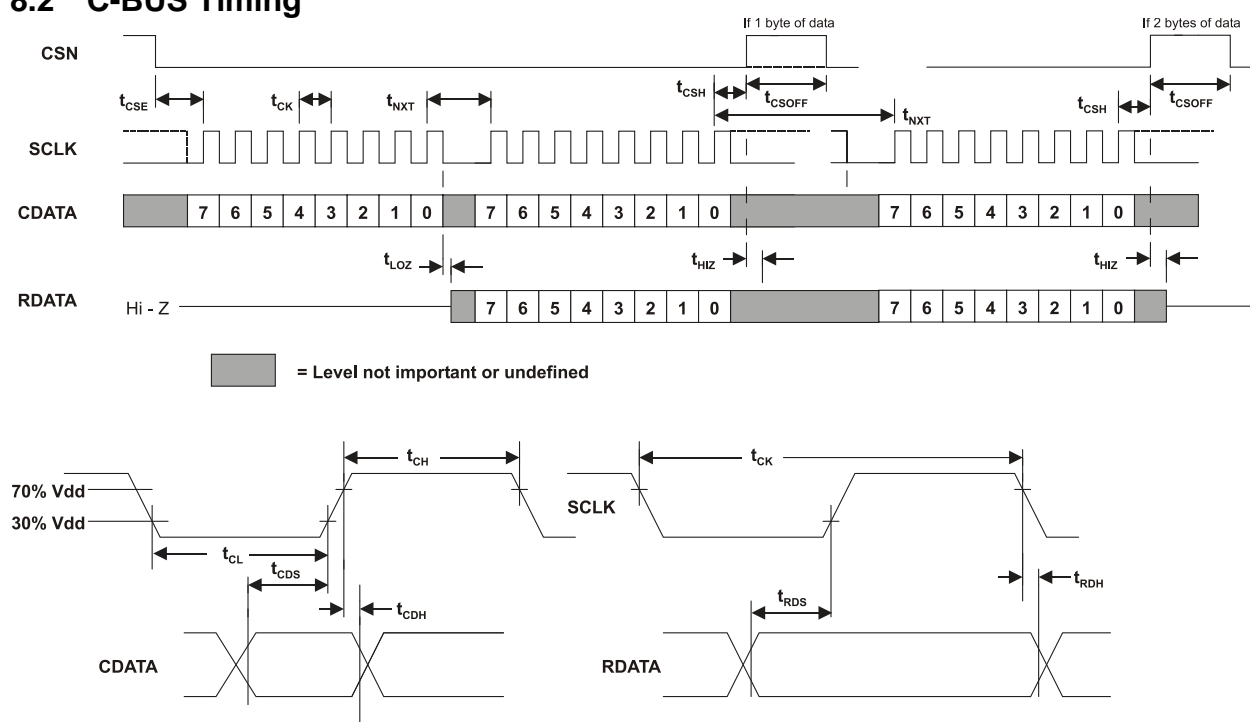 8.2 C-BUS Timing
If 1 byte of data
If 2 bytes of data
CSN
tCSE
tCK
tNXT
tCSH
tCSOFF
tNXT
tCSH
tCSOFF
SCLK
CDATA
7 6 5 4 3 2 1 0
7 6 5 4 3 2 1 0
7 6 5 4 3 2 1 0
tLOZ
tHIZ
tHIZ
RDATA
Hi - Z
7 6 5 4 3 2 1 0
7 6 5 4 3 2 1 0
= Level not important or undefined
tCH
tCK
70% Vdd
SCLK
30% Vdd
tCL
tCDS
tCDH
tRDS
tRDH
CDATA
RDATA